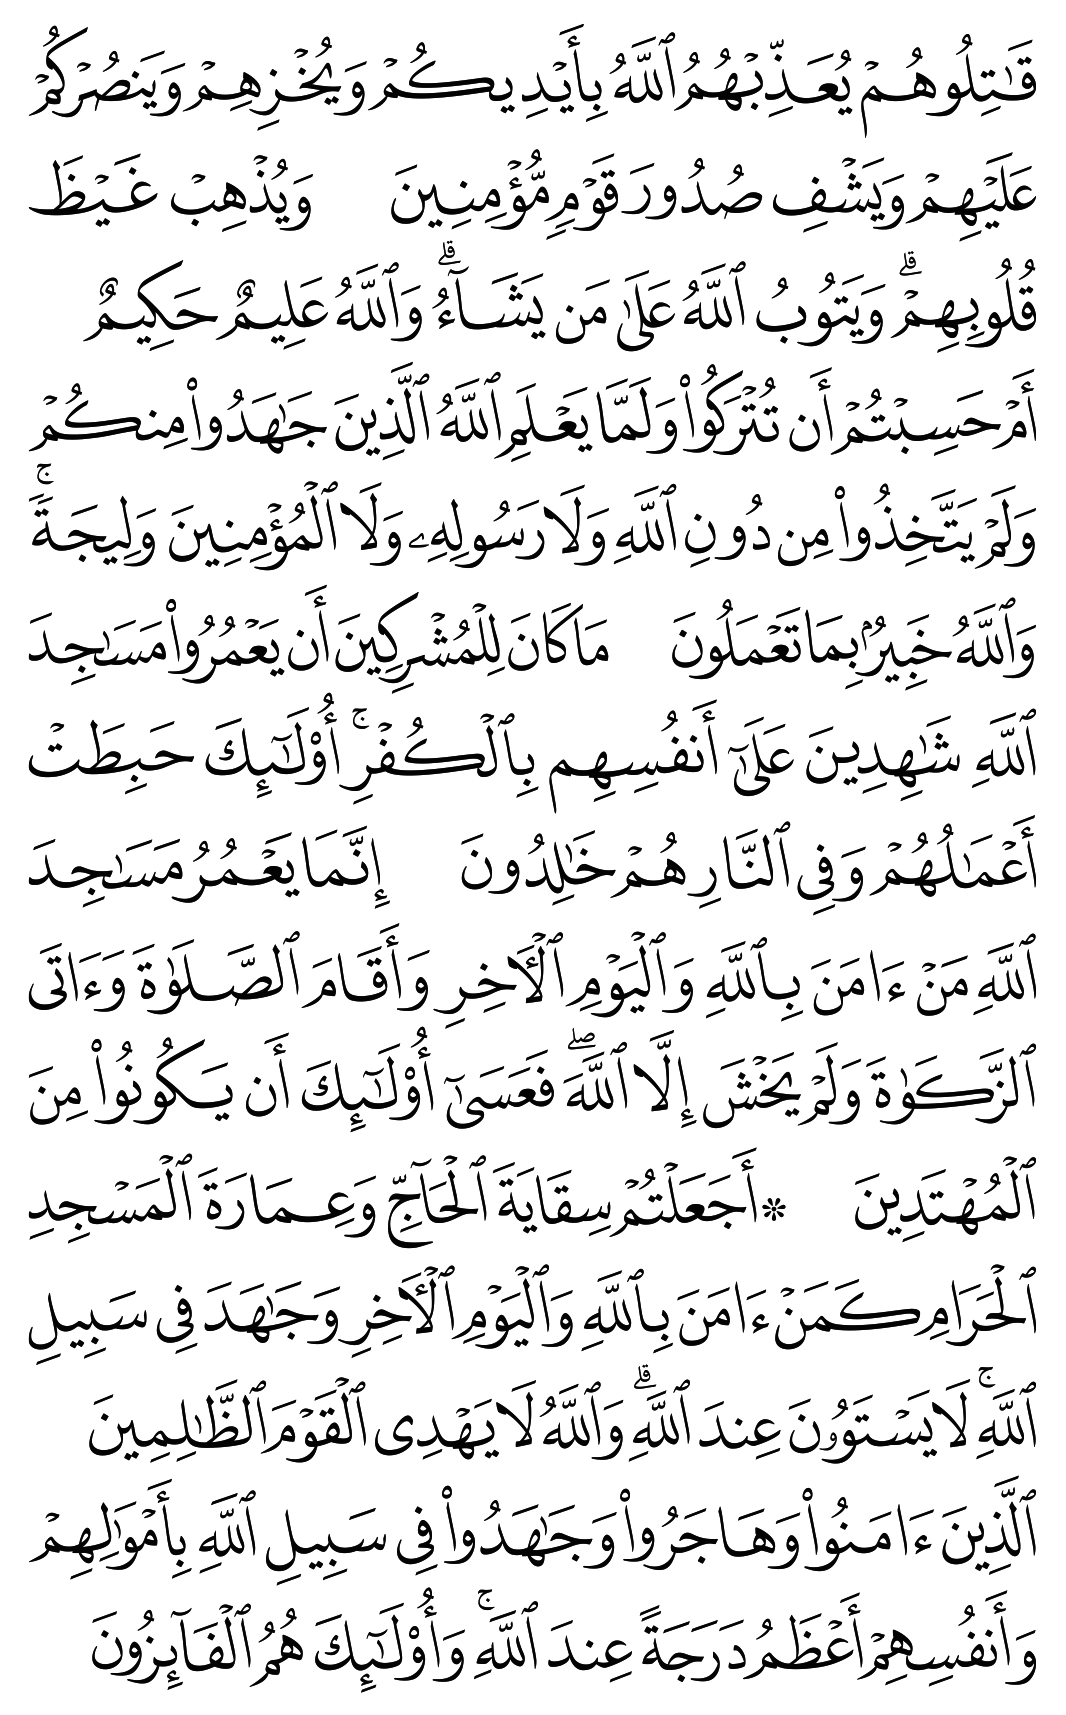 قَٰتِلُوهُمْ يُعَذِّبْهُمُ ٱللَّهُ بِأَيْدِيكُمْ وَيُخْزِهِمْ وَيَنصُرْكُمْ
عَلَيْهِمْ وَيَشْفِ صُدُورَ قَوْمٍ مُّؤْمِنِينَ وَيُذْهِبْ غَيْظَ
قُلُوبِهِمْ ۗ وَيَتُوبُ ٱللَّهُ عَلَىٰ مَن يَشَآءُ ۗ وَٱللَّهُ عَلِيمٌ حَكِيمٌ
أَمْ حَسِبْتُمْ أَن تُتْرَكُوا۟ وَلَمَّا يَعْلَمِ ٱللَّهُ ٱلَّذِينَ جَٰهَدُوا۟ مِنكُمْ
وَلَمْ يَتَّخِذُوا۟ مِن دُونِ ٱللَّهِ وَلَا رَسُولِهِۦ وَلَا ٱلْمُؤْمِنِينَ وَلِيجَةً ۚ
وَٱللَّهُ خَبِيرٌۢ بِمَا تَعْمَلُونَ مَا كَانَ لِلْمُشْرِكِينَ أَن يَعْمُرُوا۟ مَسَٰجِدَ
ٱللَّهِ شَٰهِدِينَ عَلَىٰٓ أَنفُسِهِم بِٱلْكُفْرِ ۚ أُو۟لَٰٓئِكَ حَبِطَتْ
أَعْمَٰلُهُمْ وَفِى ٱلنَّارِ هُمْ خَٰلِدُونَ إِنَّمَا يَعْمُرُ مَسَٰجِدَ
ٱللَّهِ مَنْ ءَامَنَ بِٱللَّهِ وَٱلْيَوْمِ ٱلْـَٔاخِرِ وَأَقَامَ ٱلصَّلَوٰةَ وَءَاتَى
ٱلزَّكَوٰةَ وَلَمْ يَخْشَ إِلَّا ٱللَّهَ ۖ فَعَسَىٰٓ أُو۟لَٰٓئِكَ أَن يَكُونُوا۟ مِنَ
ٱلْمُهْتَدِينَ ۞ أَجَعَلْتُمْ سِقَايَةَ ٱلْحَآجِّ وَعِمَارَةَ ٱلْمَسْجِدِ
ٱلْحَرَامِ كَمَنْ ءَامَنَ بِٱللَّهِ وَٱلْيَوْمِ ٱلْـَٔاخِرِ وَجَٰهَدَ فِى سَبِيلِ
ٱللَّهِ ۚ لَا يَسْتَوُۥنَ عِندَ ٱللَّهِ ۗ وَٱللَّهُ لَا يَهْدِى ٱلْقَوْمَ ٱلظَّٰلِمِينَ
ٱلَّذِينَ ءَامَنُوا۟ وَهَاجَرُوا۟ وَجَٰهَدُوا۟ فِى سَبِيلِ ٱللَّهِ بِأَمْوَٰلِهِمْ
وَأَنفُسِهِمْ أَعْظَمُ دَرَجَةً عِندَ ٱللَّهِ ۚ وَأُو۟لَٰٓئِكَ هُمُ ٱلْفَآئِزُونَ